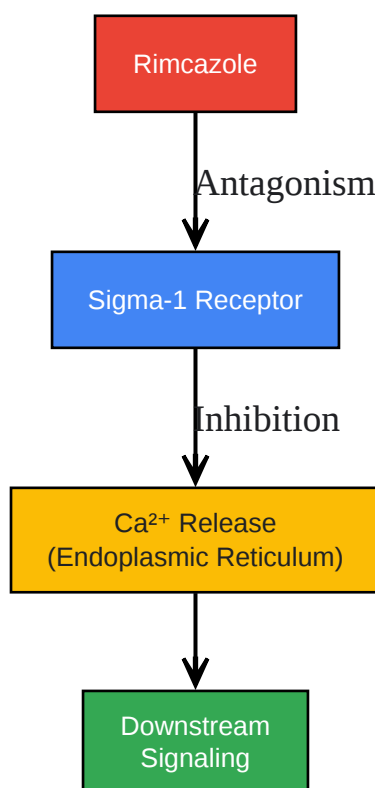 Rimcazole
Antagonism
Sigma-1 Receptor
Inhibition
Ca²⁺ Release
(Endoplasmic Reticulum)
Downstream
Signaling